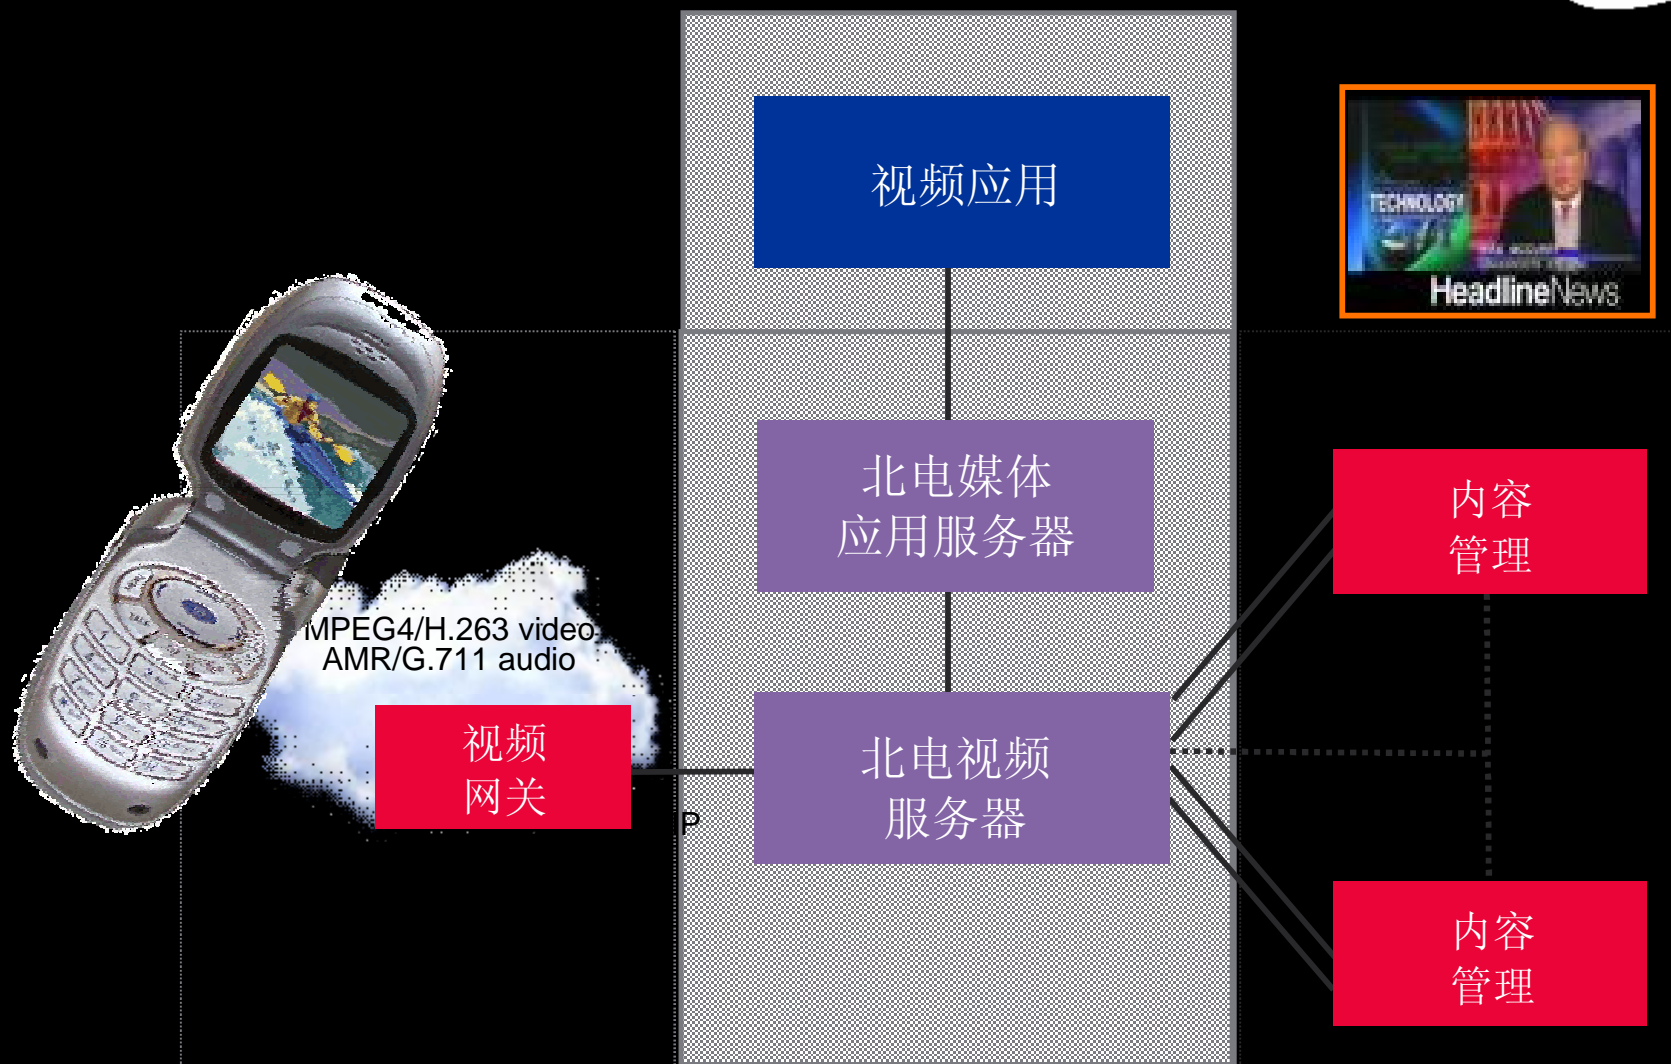 视频应用
TECHNOLOGY
HeadlineNews
北电媒体
应用服务器
内容
管理
MPEG4/H.263 video
AMR/G.711 audio
视频
网关
北电视频
服务器
P
内容
管理